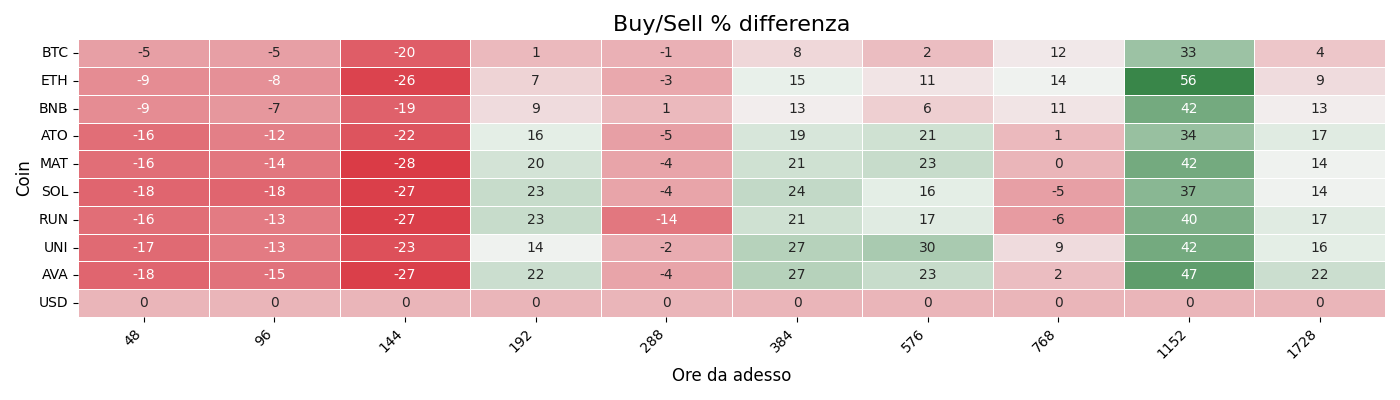 Buy/Sell % differenza
Coin
BTC -5 -5 -20 1 -1 8 2 12 33 4
ETH -9 -8 -26 7 -3 15 11 14 56 9
BNB -9 -7 -19 9 1 13 6 11 42 13
ATO -16 -12 -22 16 -5 19 21 1 34 17
MAT -16 -14 -28 20 -4 21 23 0 42 14
SOL -18 -18 -27 23 -4 24 16 -5 37 14
RUN -16 -13 -27 23 -14 21 17 -6 40 17
UNI -17 -13 -23 14 -2 27 30 9 42 16
AVA -18 -15 -27 22 -4 27 23 2 47 22
USD 0 0 0 0 0 0 0 0 0 0
48 96 144 192 288 384 576 768 1152 1728
Ore da adesso